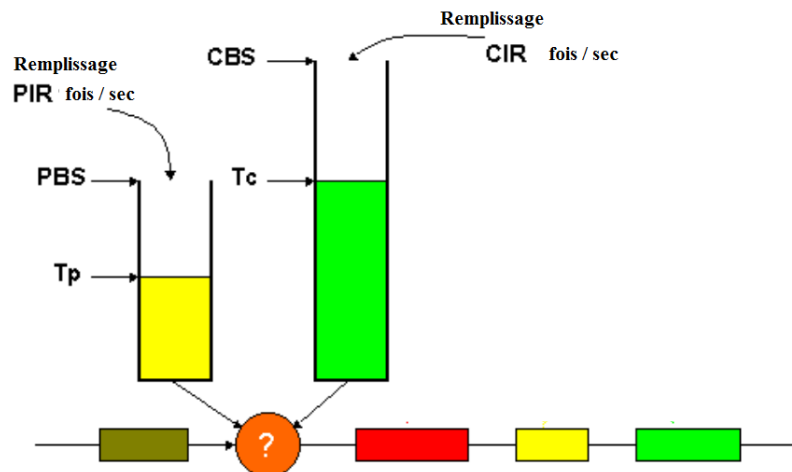 Remplissage
CBS
CIR fois / sec
Remplissage
PIR fois / sec
PBS
Tc
Tp
?